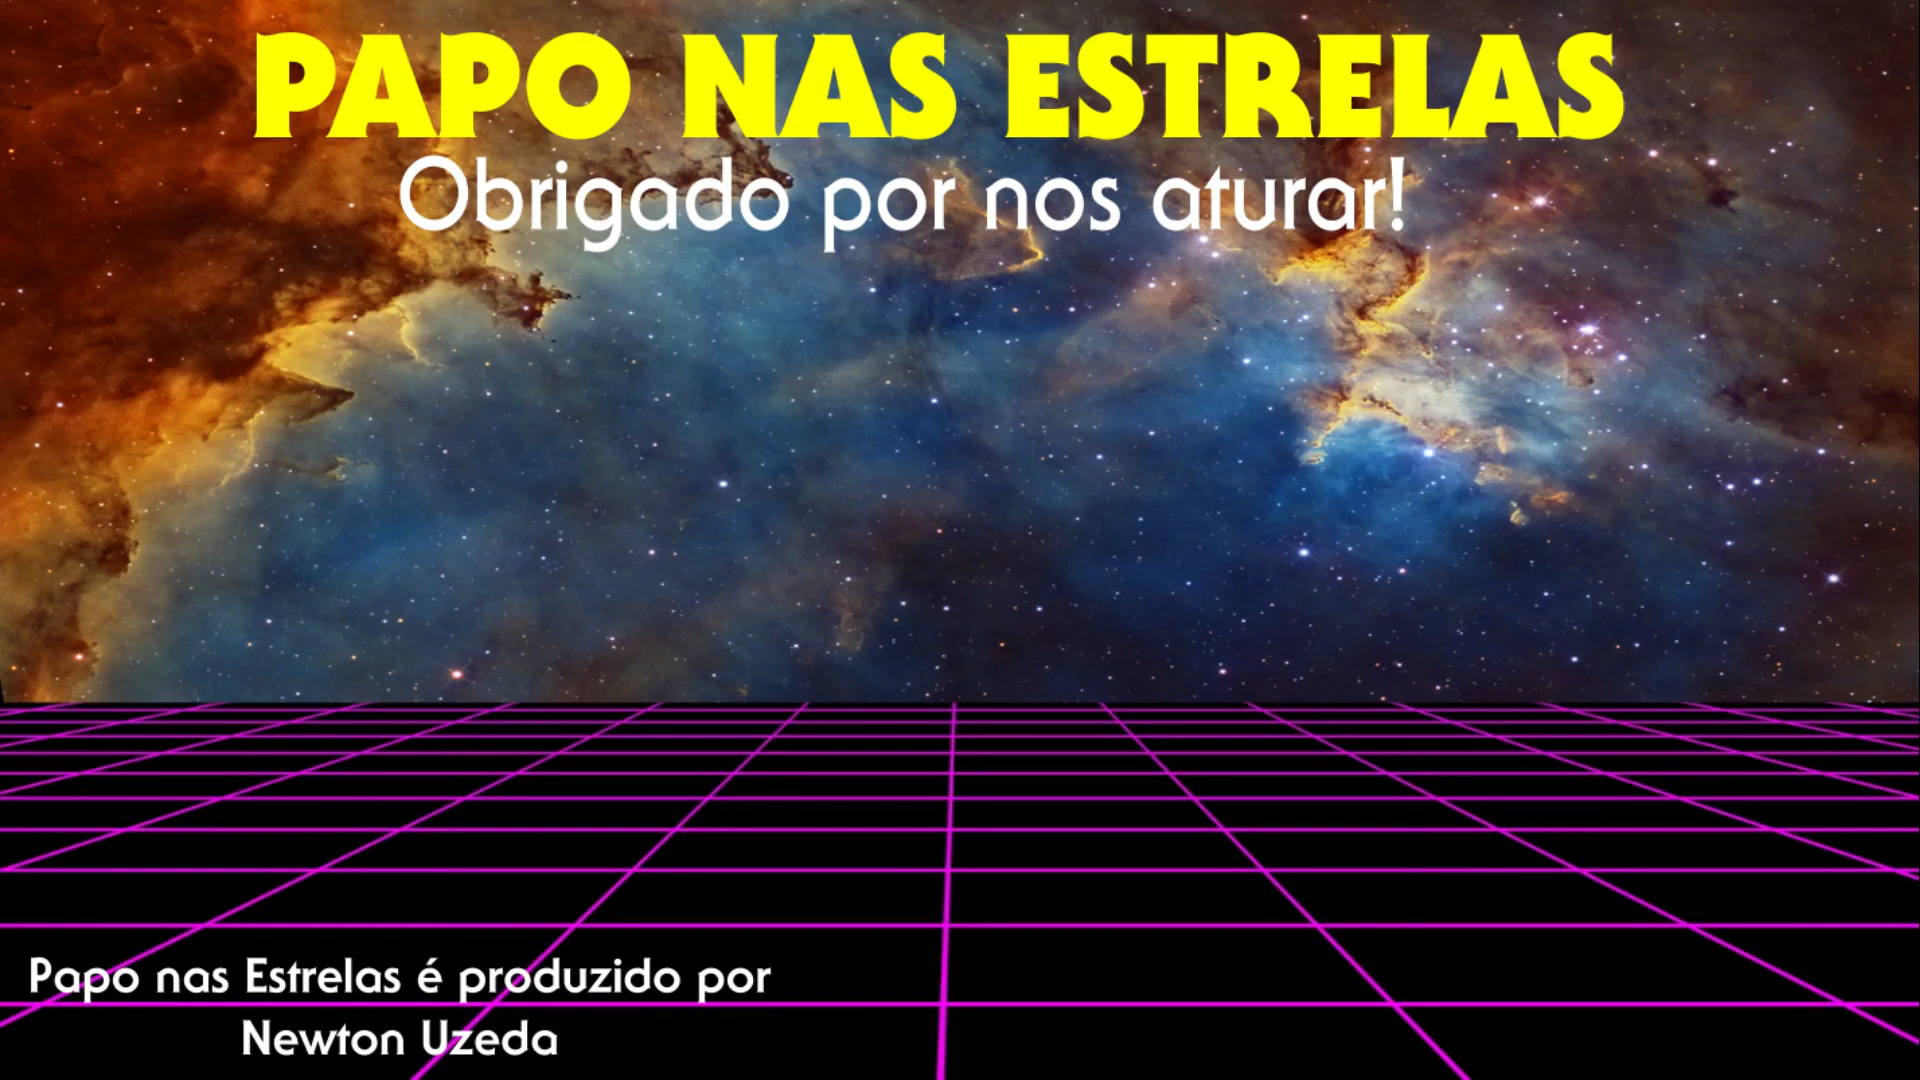 PAPO NAS ESTRELAS
Obrigado por nos aturar!
Papo nas Estrelas é produzido por
Newton Uzeda